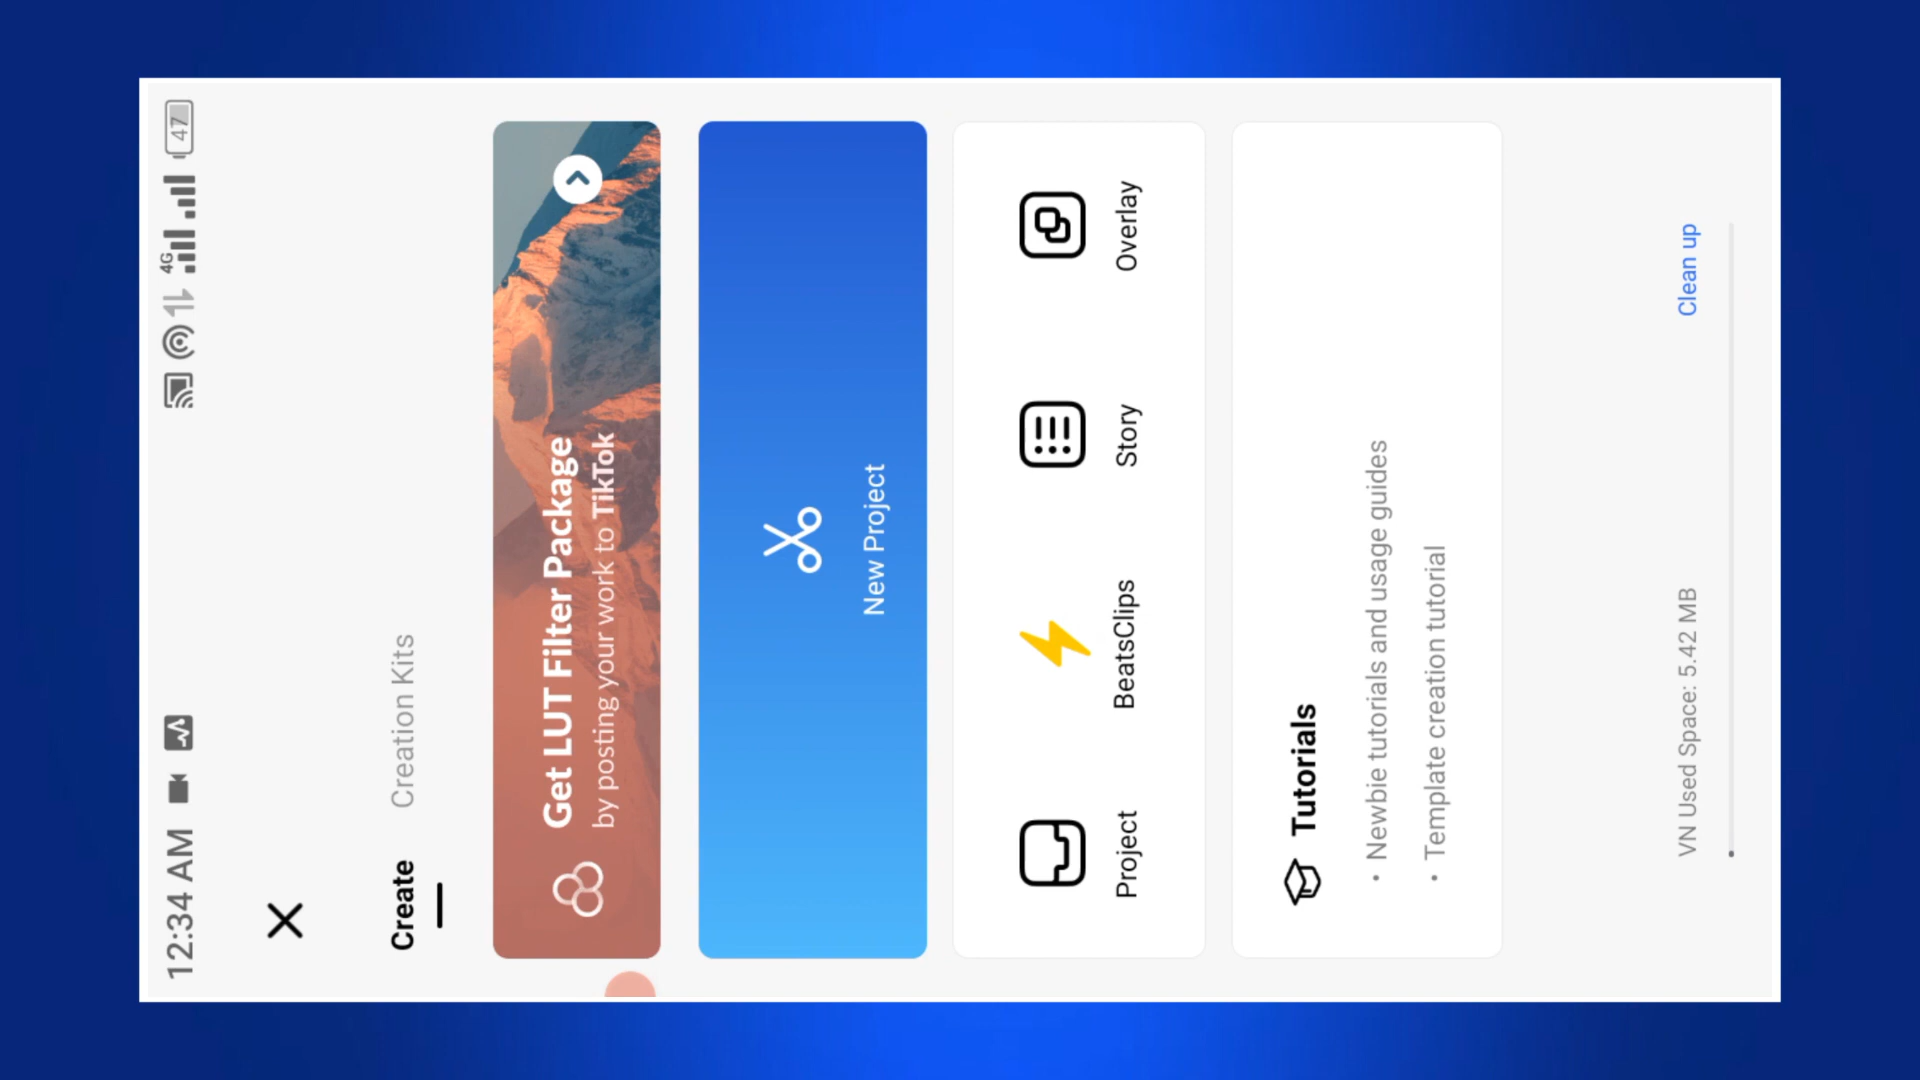 12:34 AM
4G
47
Create Creation Kits
Get LUT Filter Package
by posting your work to TikTok
New Project
Project BeatsClips Story Overlay
Tutorials
• Newbie tutorials and usage guides
• Template creation tutorial
VN Used Space: 5.42 MB Clean up